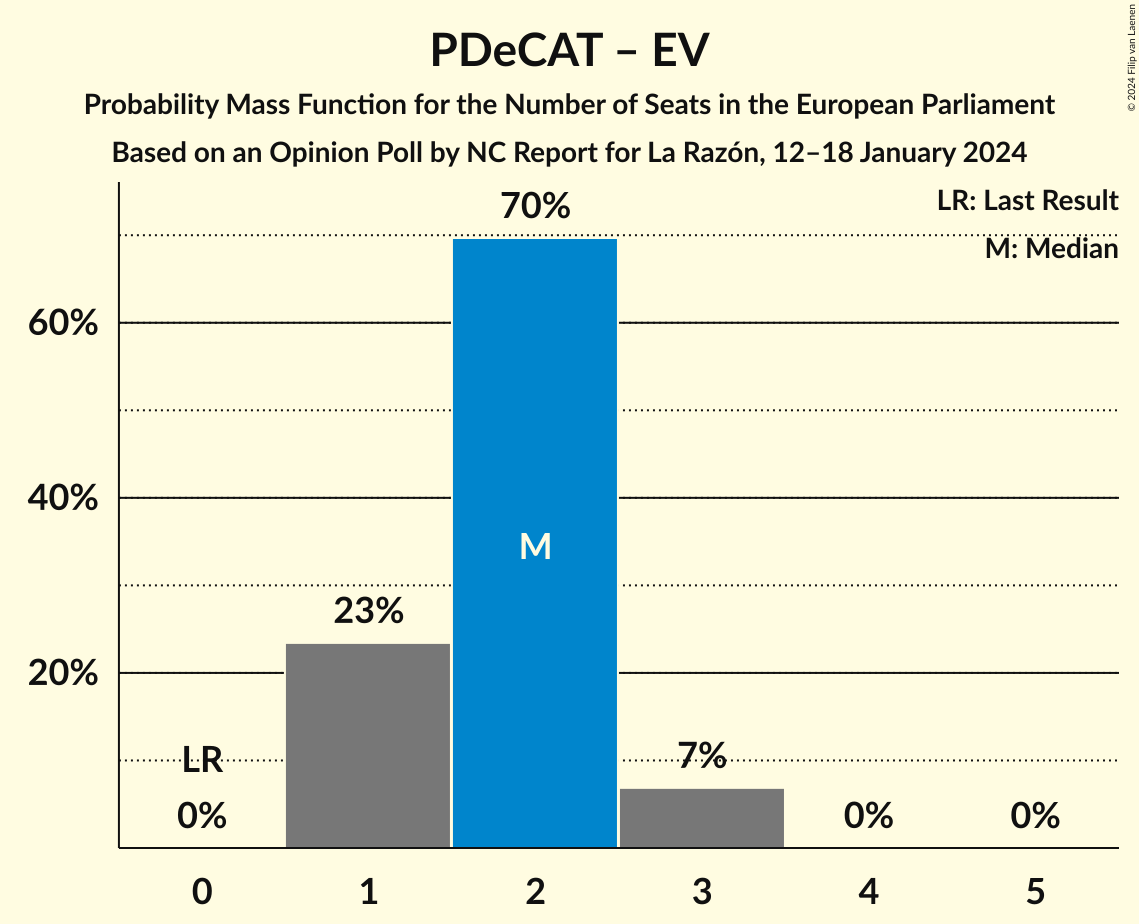 PDeCAT – EV
Probability Mass Function for the Number of Seats in the European Parliament
Based on an Opinion Poll by NC Report for La Razón, 12–18 January 2024
© 2024 Filip van Laenen
LR: Last Result
M: Median
70%
60%
40%
M
23%
20%
LR
7%
0%
0%
0%
0
1
2
3
4
5